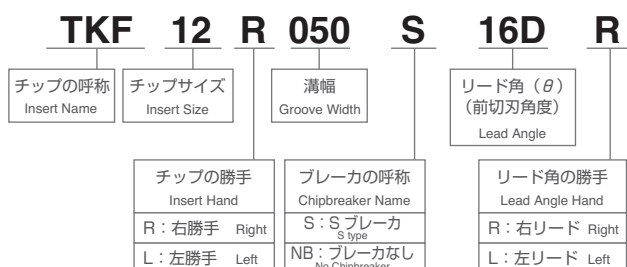 TKF 12 R 050 S 16D R
チップの呼称
Insert Name
チップサイズ
Insert Size
溝幅
Groove Width
リード角（θ）
(前切刃角度)
Lead Angle
チップの勝手
Insert Hand
R：右勝手 Right
L：左勝手 Left
ブレーカの呼称
Chipbreaker Name
S：Sブレーカ
S type
NB：ブレーカなし
No Chipbreaker
リード角の勝手
Lead Angle Hand
R：右リード Right
L：左リード Left